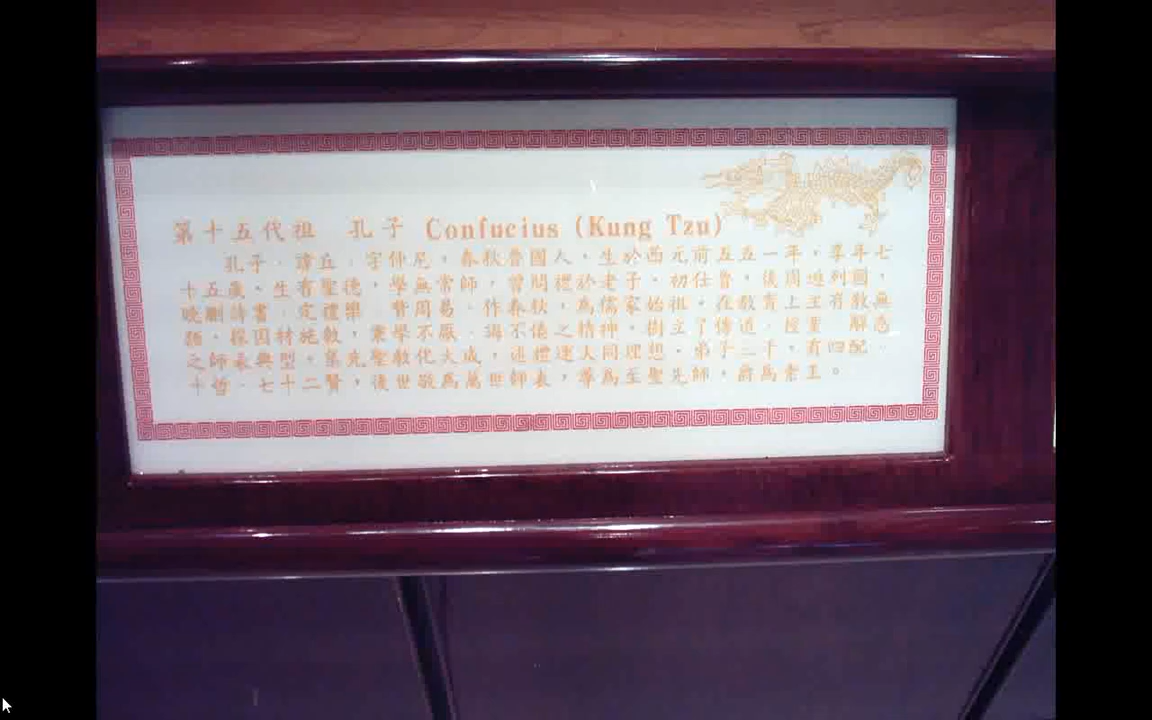 第十五代祖 孔子 Confucius (Kung Tzu)
孔子,諱丘,字仲尼,春秋魯國人,生於西元前五五一年,享年七
十五歲。生有聖德,學無常師,曾問禮於老子。初仕魯,後周遊列國,
晚刪詩書,定禮樂,贊周易,作春秋,為儒家始祖。在教育上主有教無
類,採因材施教,秉學不厭,誨不倦之精神,樹立了傳道、授業、解惑
之師表典型。集先聖教化大成,進禮運大同理想。弟子三千,有四配、
十哲、七十二賢,後世敬為萬世師表,尊為至聖先師,爵為素王。